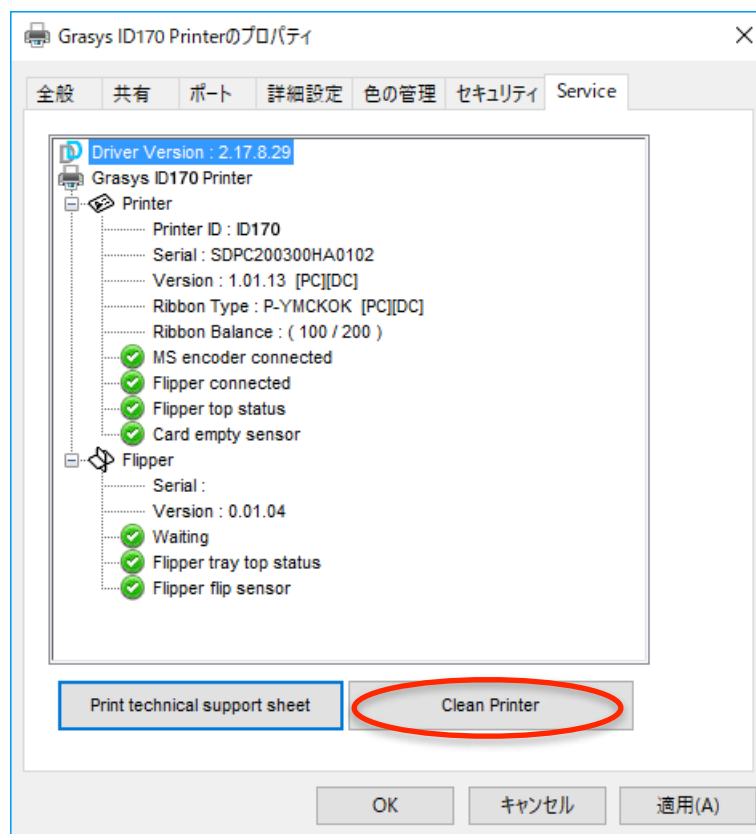 Grasys ID170 Printerのプロパティ
全般 共有 ポート 詳細設定 色の管理 セキュリティ Service
Driver Version : 2.17.8.29
Grasys ID170 Printer
Printer
Printer ID : ID170
Serial : SDPC200300HA0102
Version : 1.01.13 [PC][DC]
Ribbon Type : P-YMCKOK [PC][DC]
Ribbon Balance : ( 100 / 200 )
MS encoder connected
Flipper connected
Flipper top status
Card empty sensor
Flipper
Serial :
Version : 0.01.04
Waiting
Flipper tray top status
Flipper flip sensor
Print technical support sheet Clean Printer
OK キャンセル 適用(A)